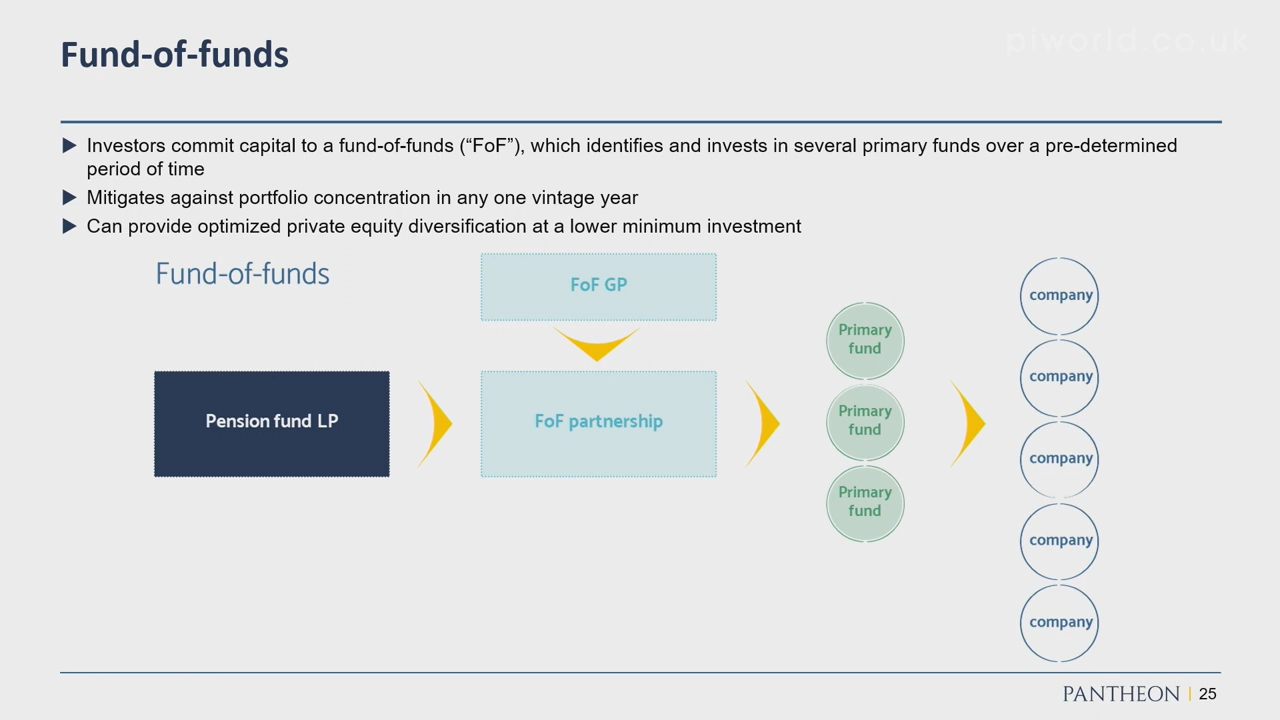 piworld.co.uk
Fund-of-funds
▶ Investors commit capital to a fund-of-funds (“FoF”), which identifies and invests in several primary funds over a pre-determined
period of time
▶ Mitigates against portfolio concentration in any one vintage year
▶ Can provide optimized private equity diversification at a lower minimum investment
Fund-of-funds
FoF GP
Pension fund LP
FoF partnership
Primary
fund
Primary
fund
Primary
fund
company
company
company
company
company
PANTHEON | 25